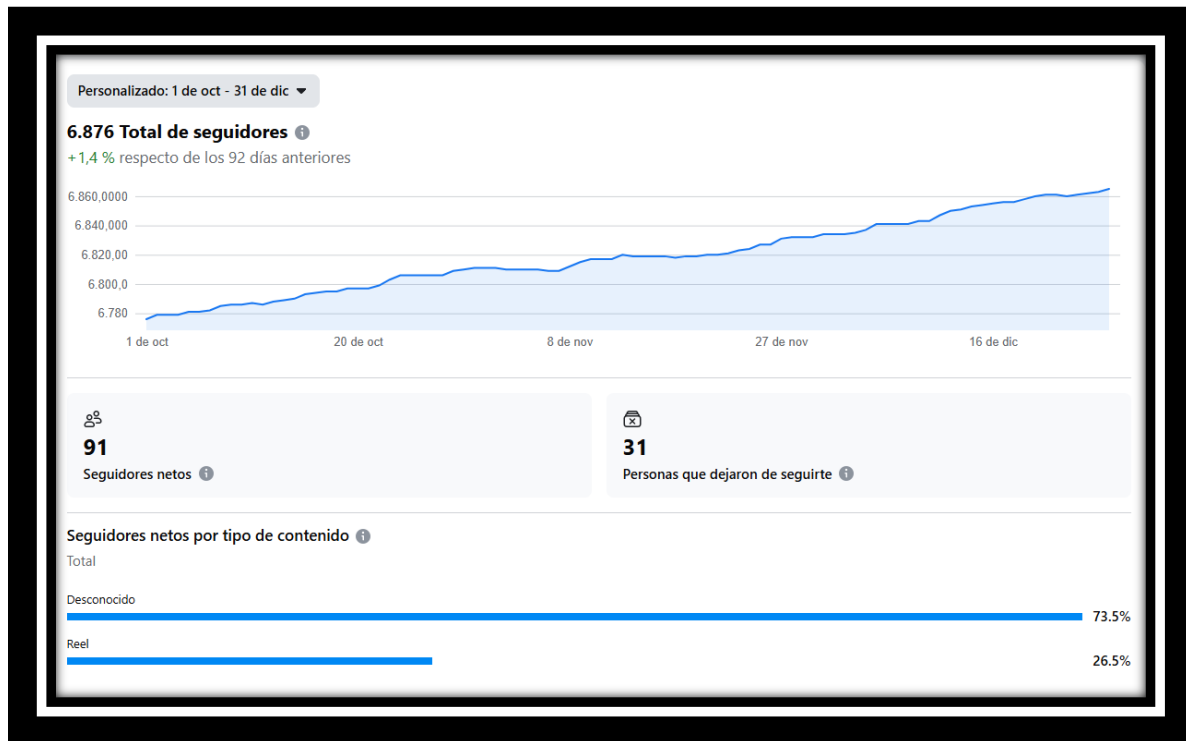 Personalizado: 1 de oct - 31 de dic
6.876 Total de seguidores
+1,4 % respecto de los 92 días anteriores
6.860,0000
6.840,000
6.820,00
6.800,0
6.780
1 de oct 20 de oct 8 de nov 27 de nov 16 de dic
91
Seguidores netos
31
Personas que dejaron de seguirte
Seguidores netos por tipo de contenido
Total
Desconocido
73.5%
Reel
26.5%